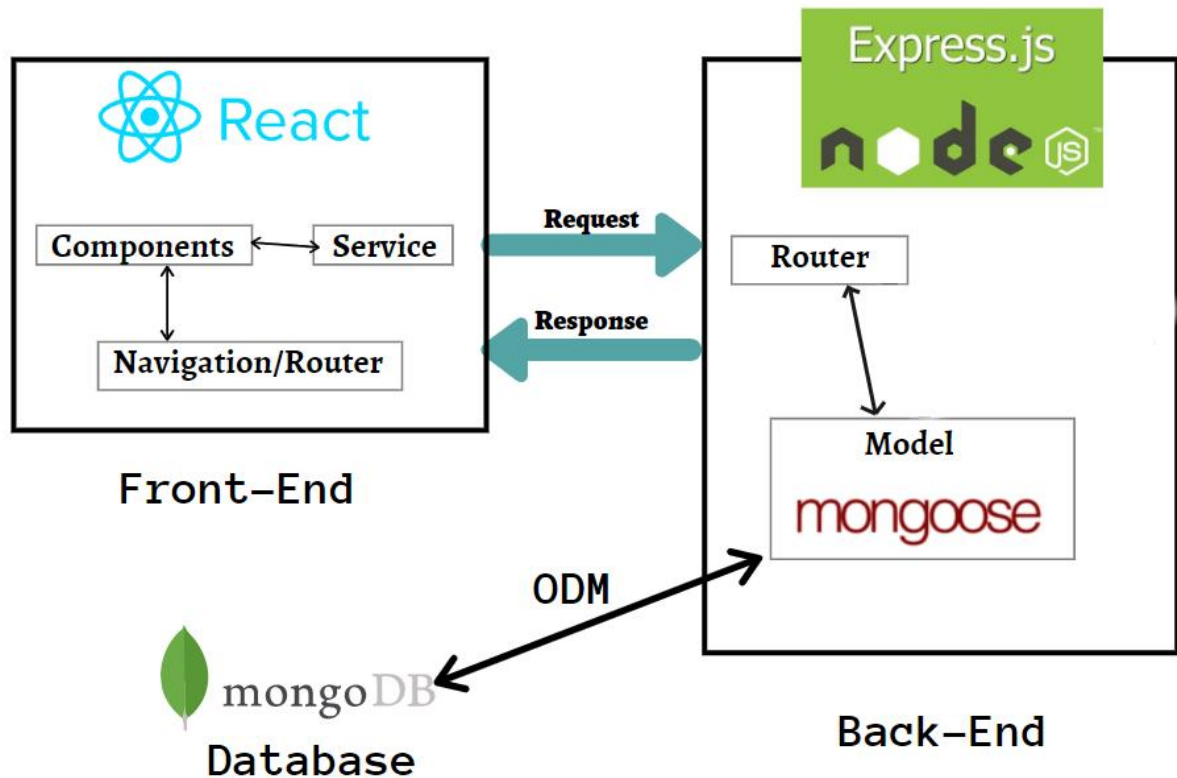 React
Components
Service
Navigation/Router
Front-End
Request
Response
Express.js
node
JS
™
Router
Model
mongoose
ODM
mongoDB
Database
Back-End